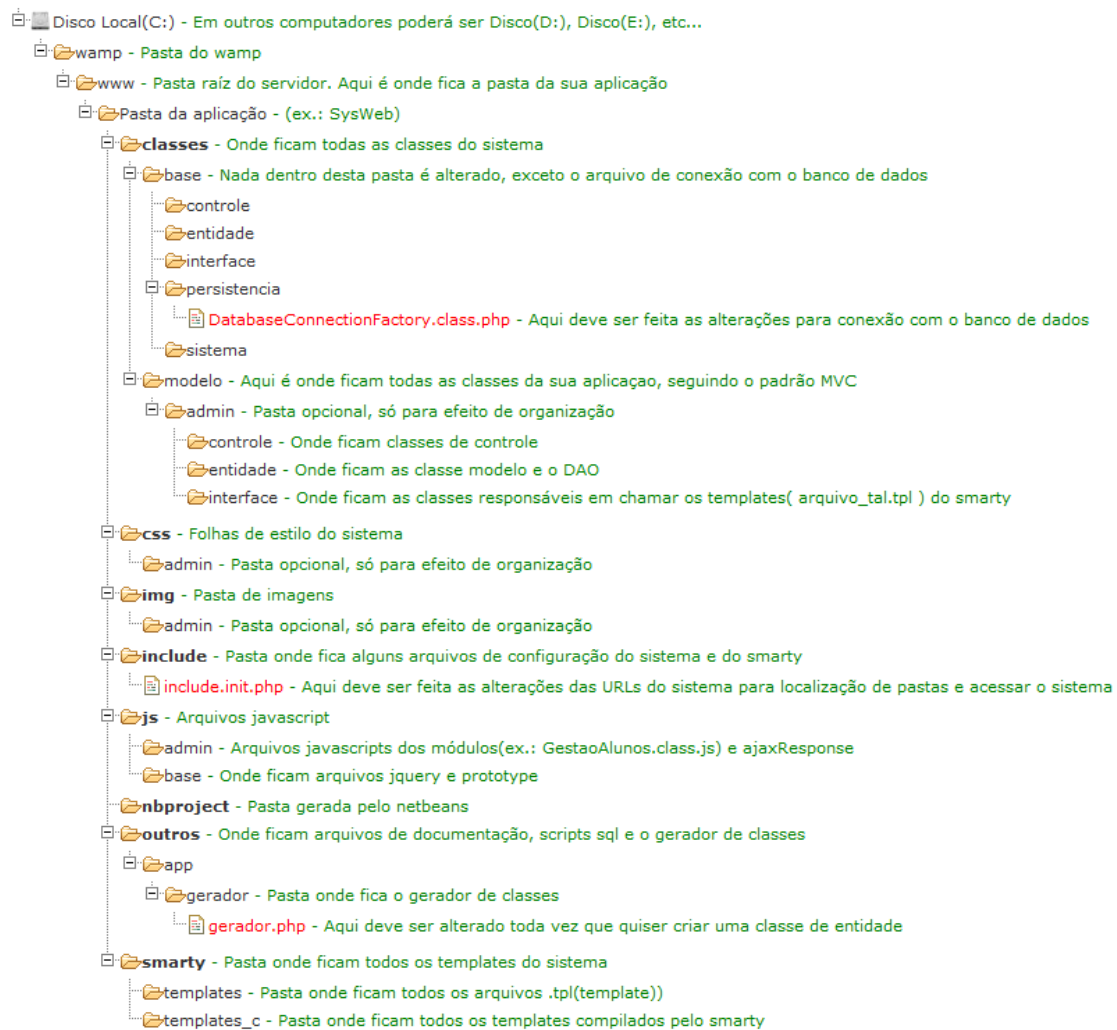 Disco Local(C:) - Em outros computadores poderá ser Disco(D:), Disco(E:), etc...
wamp - Pasta do wamp
www - Pasta raíz do servidor. Aqui é onde fica a pasta da sua aplicação
Pasta da aplicação - (ex.: SysWeb)
classes - Onde ficam todas as classes do sistema
base - Nada dentro desta pasta é alterado, exceto o arquivo de conexão com o banco de dados
controle
entidade
interface
persistencia
DatabaseConnectionFactory.class.php - Aqui deve ser feita as alterações para conexão com o banco de dados
sistema
modelo - Aqui é onde ficam todas as classes da sua aplicaçao, seguindo o padrão MVC
admin - Pasta opcional, só para efeito de organização
controle - Onde ficam classes de controle
entidade - Onde ficam as classe modelo e o DAO
interface - Onde ficam as classes responsáveis em chamar os templates( arquivo_tal.tpl ) do smarty
css - Folhas de estilo do sistema
admin - Pasta opcional, só para efeito de organização
img - Pasta de imagens
admin - Pasta opcional, só para efeito de organização
include - Pasta onde fica alguns arquivos de configuração do sistema e do smarty
include.init.php - Aqui deve ser feita as alterações das URLs do sistema para localização de pastas e acessar o sistema
js - Arquivos javascript
admin - Arquivos javascripts dos módulos(ex.: GestaoAlunos.class.js) e ajaxResponse
base - Onde ficam arquivos jquery e prototype
nbproject - Pasta gerada pelo netbeans
outros - Onde ficam arquivos de documentação, scripts sql e o gerador de classes
app
gerador - Pasta onde fica o gerador de classes
gerador.php - Aqui deve ser alterado toda vez que quiser criar uma classe de entidade
smarty - Pasta onde ficam todos os templates do sistema
templates - Pasta onde ficam todos os arquivos .tpl(template))
templates_c - Pasta onde ficam todos os templates compilados pelo smarty